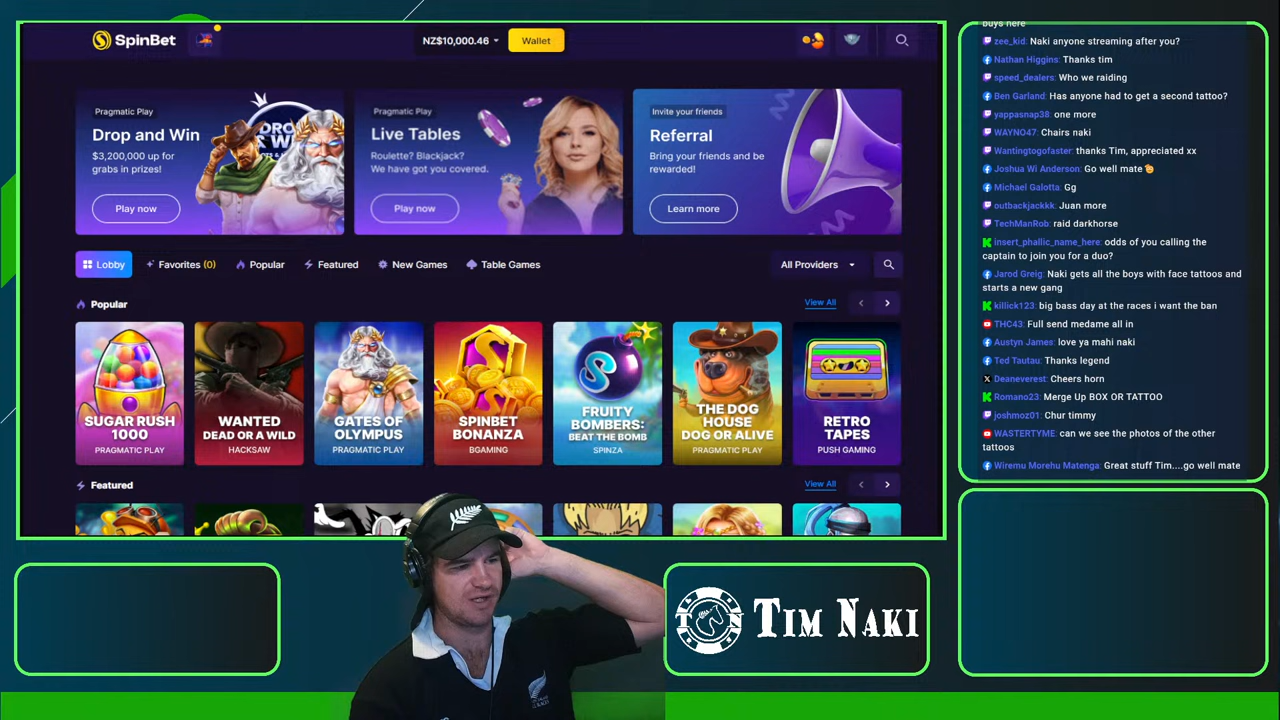 SpinBet
NZ$10,000.46
Wallet
Pragmatic Play
Drop and Win
$3,200,000 up for
grabs in prizes!
Play now
Pragmatic Play
Live Tables
Roulette? Blackjack?
We have got you covered.
Play now
Invite your friends
Referral
Bring your friends and be
rewarded!
Learn more
Lobby
Favorites (0)
Popular
Featured
New Games
Table Games
All Providers
Popular
View All
SUGAR RUSH
1000
PRAGMATIC PLAY
WANTED
DEAD OR A WILD
HACKSAW
GATES OF
OLYMPUS
PRAGMATIC PLAY
SPINBET
BONANZA
BGAMING
FRUITY
BOMBERS:
BEAT THE BOMB
SPINZA
THE DOG
HOUSE
DOG OR ALIVE
PRAGMATIC PLAY
RETRO
TAPES
PUSH GAMING
Featured
View All
TIM NAKI
buys here
zee_kid: Naki anyone streaming after you?
Nathan Higgins: Thanks tim
speed_dealers: Who we raiding
Ben Garland: Has anyone had to get a second tattoo?
yappasnap38: one more
WAYNO47: Chairs naki
Wantingtogofaster: thanks Tim, appreciated xx
Joshua Wi Anderson: Go well mate
Michael Galotta: Gg
outbackjackkk: Juan more
TechManRob: raid darkhorse
insert_phallic_name_here: odds of you calling the
captain to join you for a duo?
Jarod Greig: Naki gets all the boys with face tattoos and
starts a new gang
killick123: big bass day at the races i want the ban
THC43: Full send medame all in
Austyn James: love ya mahi naki
Ted Tautau: Thanks legend
Deaneverest: Cheers horn
Romano23: Merge Up BOX OR TATTOO
joshmoz01: Chur timmy
WASTERTYME: can we see the photos of the other
tattoos
Wiremu Morehu Matenga: Great stuff Tim....go well mate